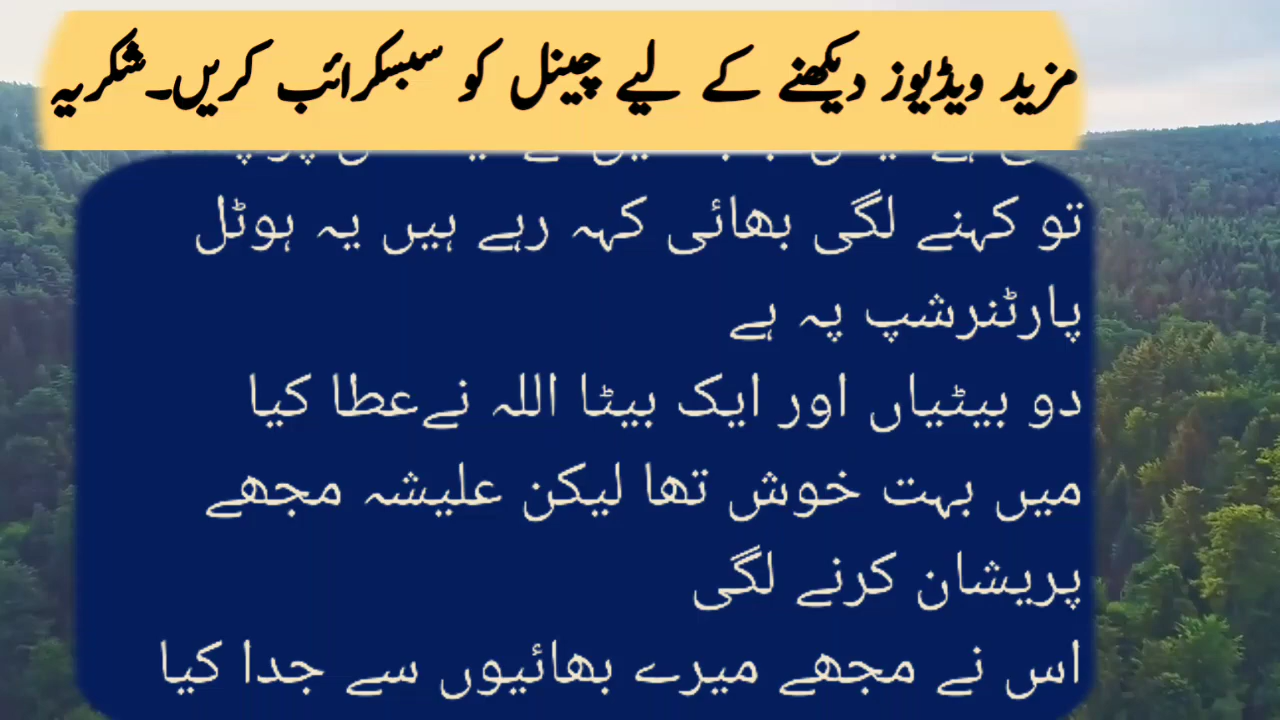 مزید ویڈیوز دیکھنے کے لیے چینل کو سبسکرائب کریں۔شکریہ
تو کہنے لگی بھائی کہہ رہے ہیں یہ ہوٹل
پارٹنرشپ پہ ہے
دو بیٹیاں اور ایک بیٹا اللہ نےعطا کیا
میں بہت خوش تھا لیکن علیشہ مجھے
پریشان کرنے لگی
اس نے مجھے میرے بھائیوں سے جدا کیا